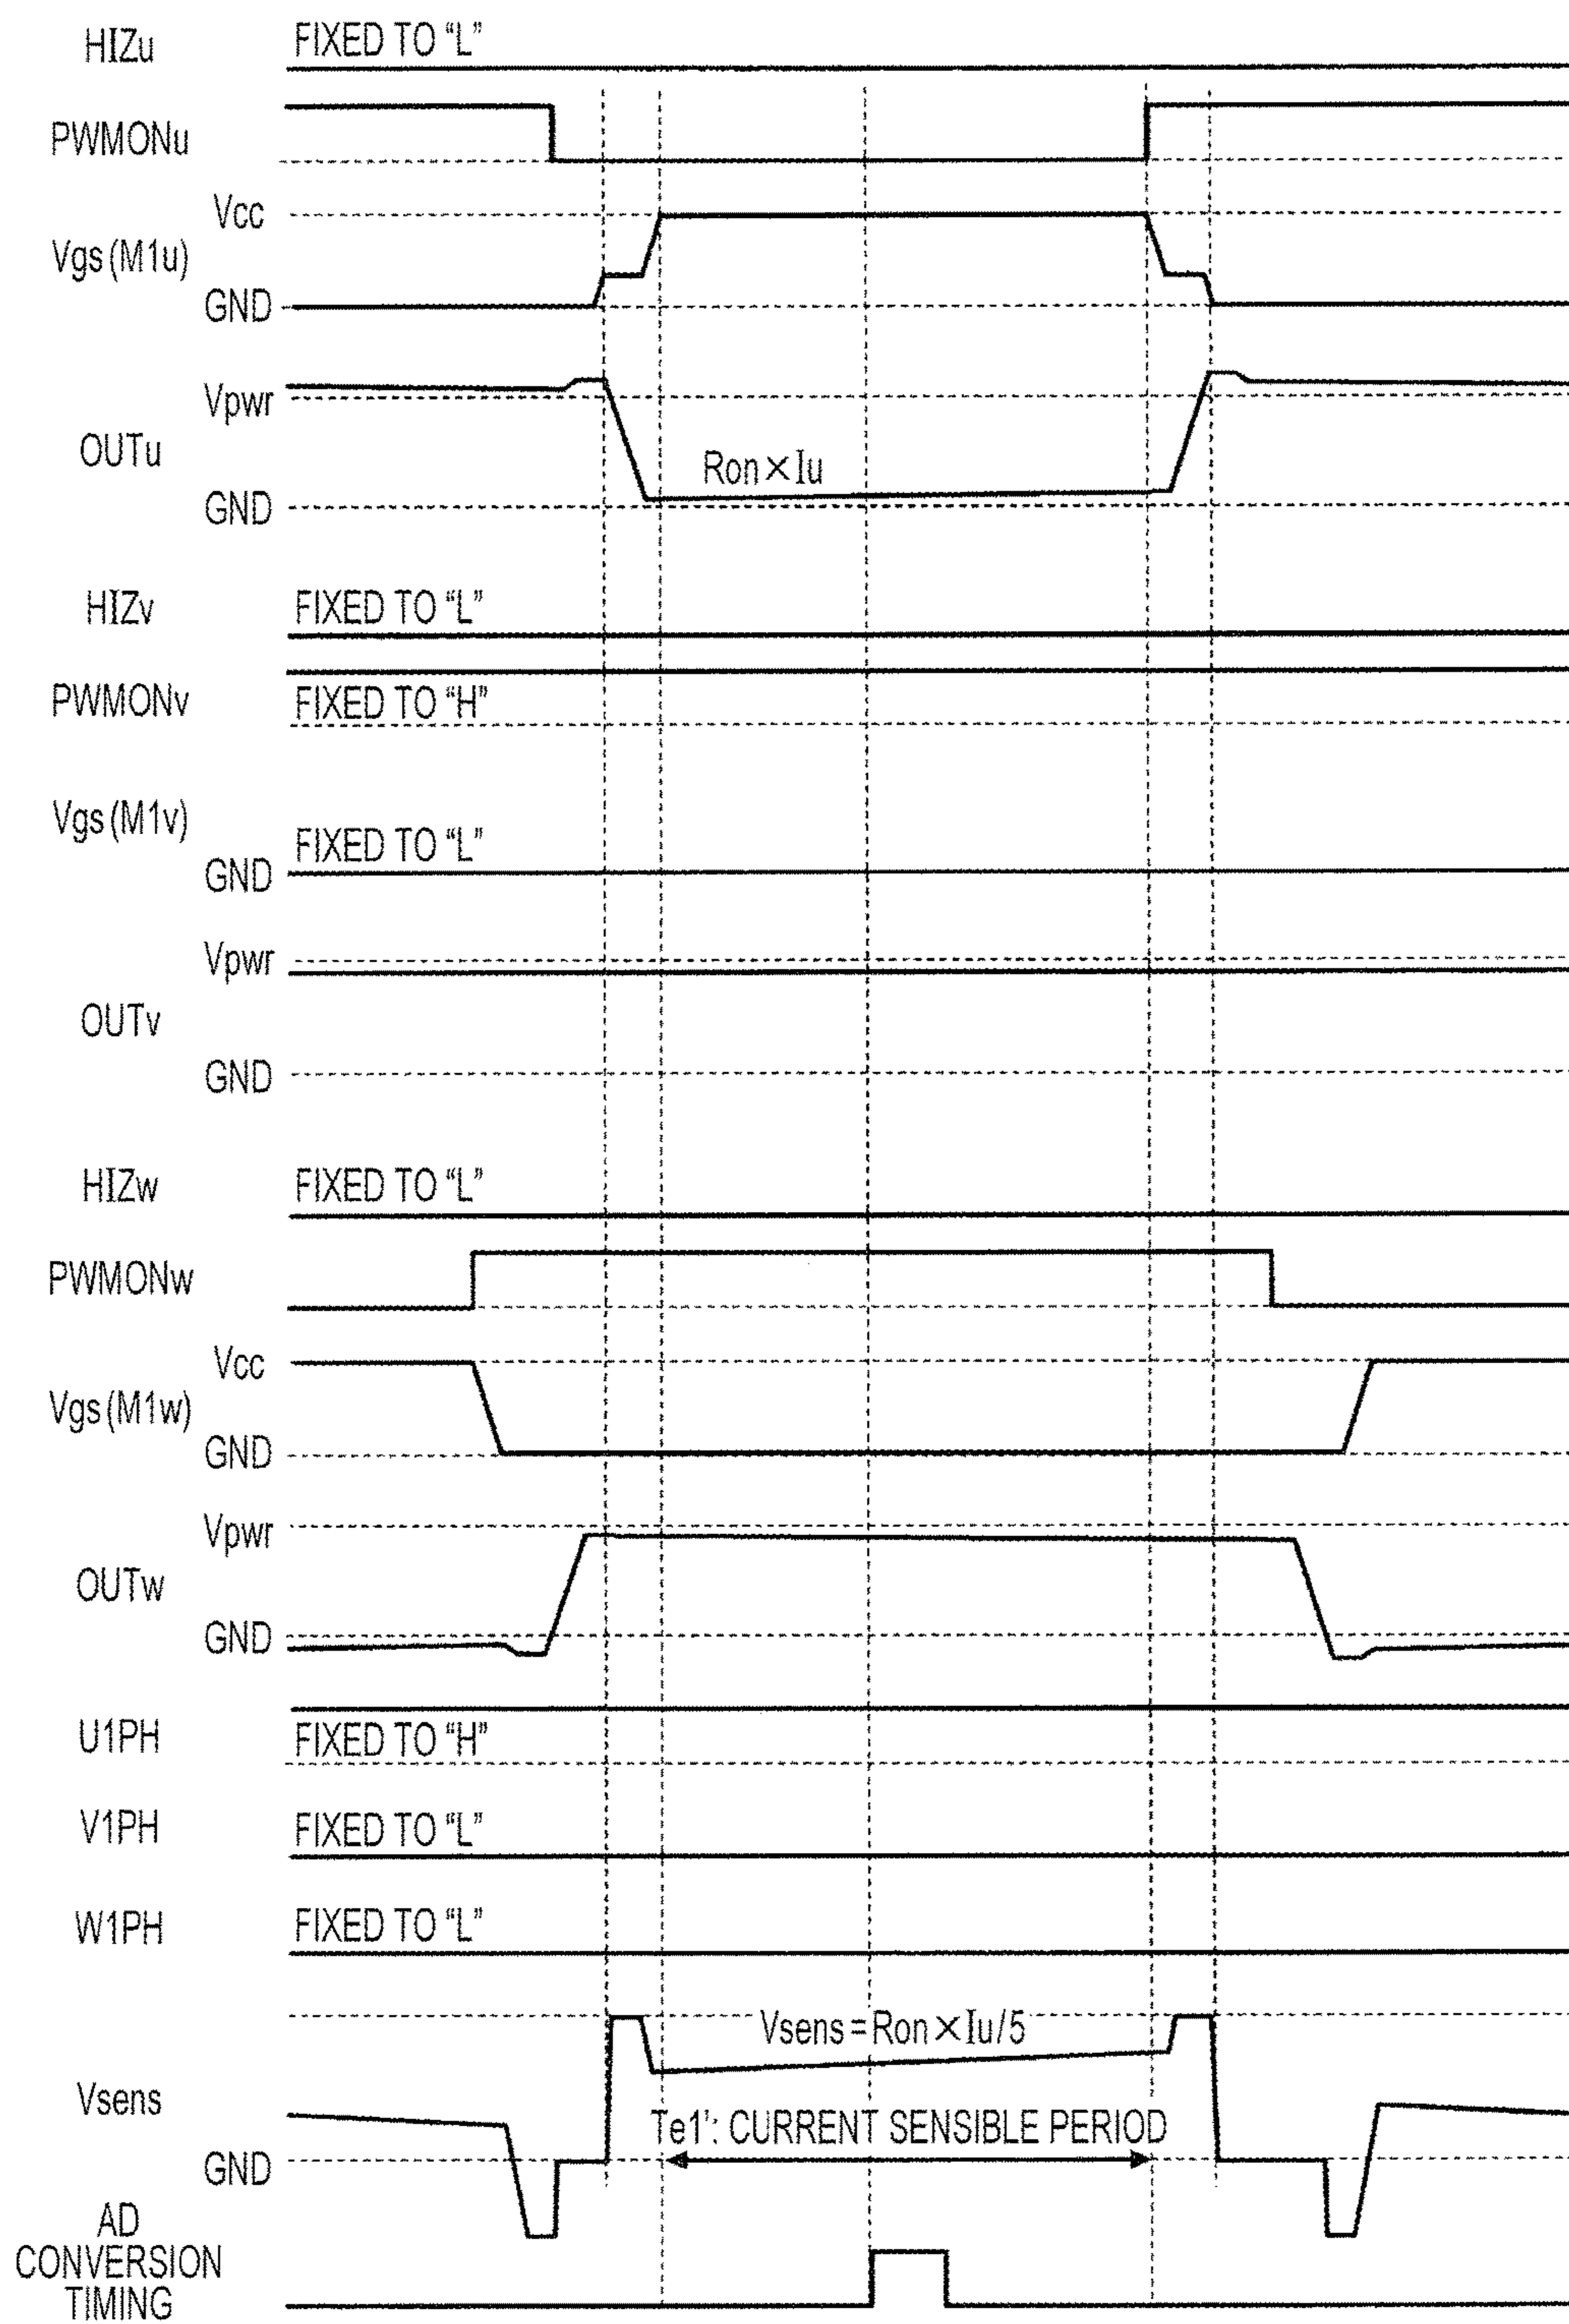 HIZu FIXED TO “L”
PWMONu
Vcc
Vgs(M1u)
GND
Vpwr
OUTu
Ron×Iu
GND
HIZv FIXED TO “L”
PWMONv FIXED TO “H”
Vgs(M1v)
FIXED TO “L”
GND
Vpwr
OUTv
GND
HIZw FIXED TO “L”
PWMONw
Vcc
Vgs(M1w)
GND
Vpwr
OUTw
GND
U1PH FIXED TO “H”
V1PH FIXED TO “L”
W1PH FIXED TO “L”
Vsens=Ron×Iu/5
Vsens
Te1': CURRENT SENSIBLE PERIOD
GND
AD
CONVERSION
TIMING